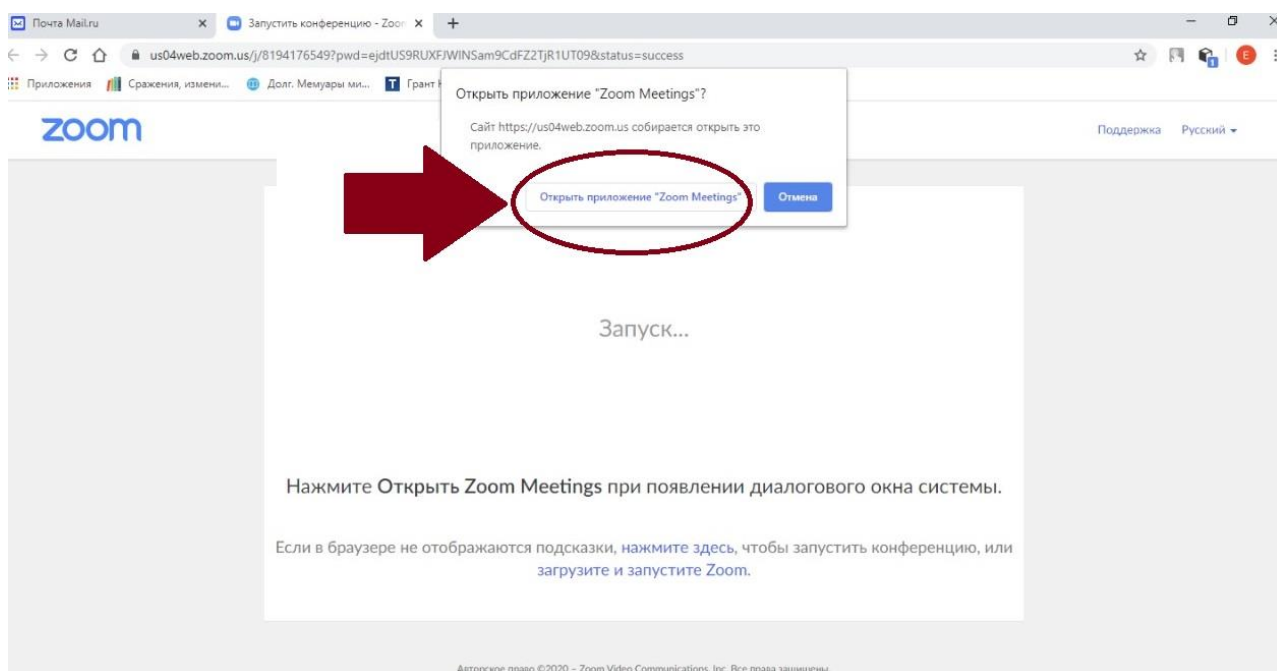 Почта Mail.ru
Запустить конференцию - Zoom
us04web.zoom.us/j/8194176549?pwd=ejdtUS9RUXFJWlNSam9CdFZ2TjR1UT09&status=success
E
1
Приложения Сражения, измени... Долг. Мемуары ми... T Грант
Открыть приложение "Zoom Meetings"?
Сайт https://us04web.zoom.us собирается открыть это
приложение.
Открыть приложение "Zoom Meetings"
Отмена
zoom
Поддержка Русский
Запуск...
Нажмите Открыть Zoom Meetings при появлении диалогового окна системы.
Если в браузере не отображаются подсказки, нажмите здесь, чтобы запустить конференцию, или
загрузите и запустите Zoom.
Авторское право ©2020 - Zoom Video Communications, Inc. Все права защищены.